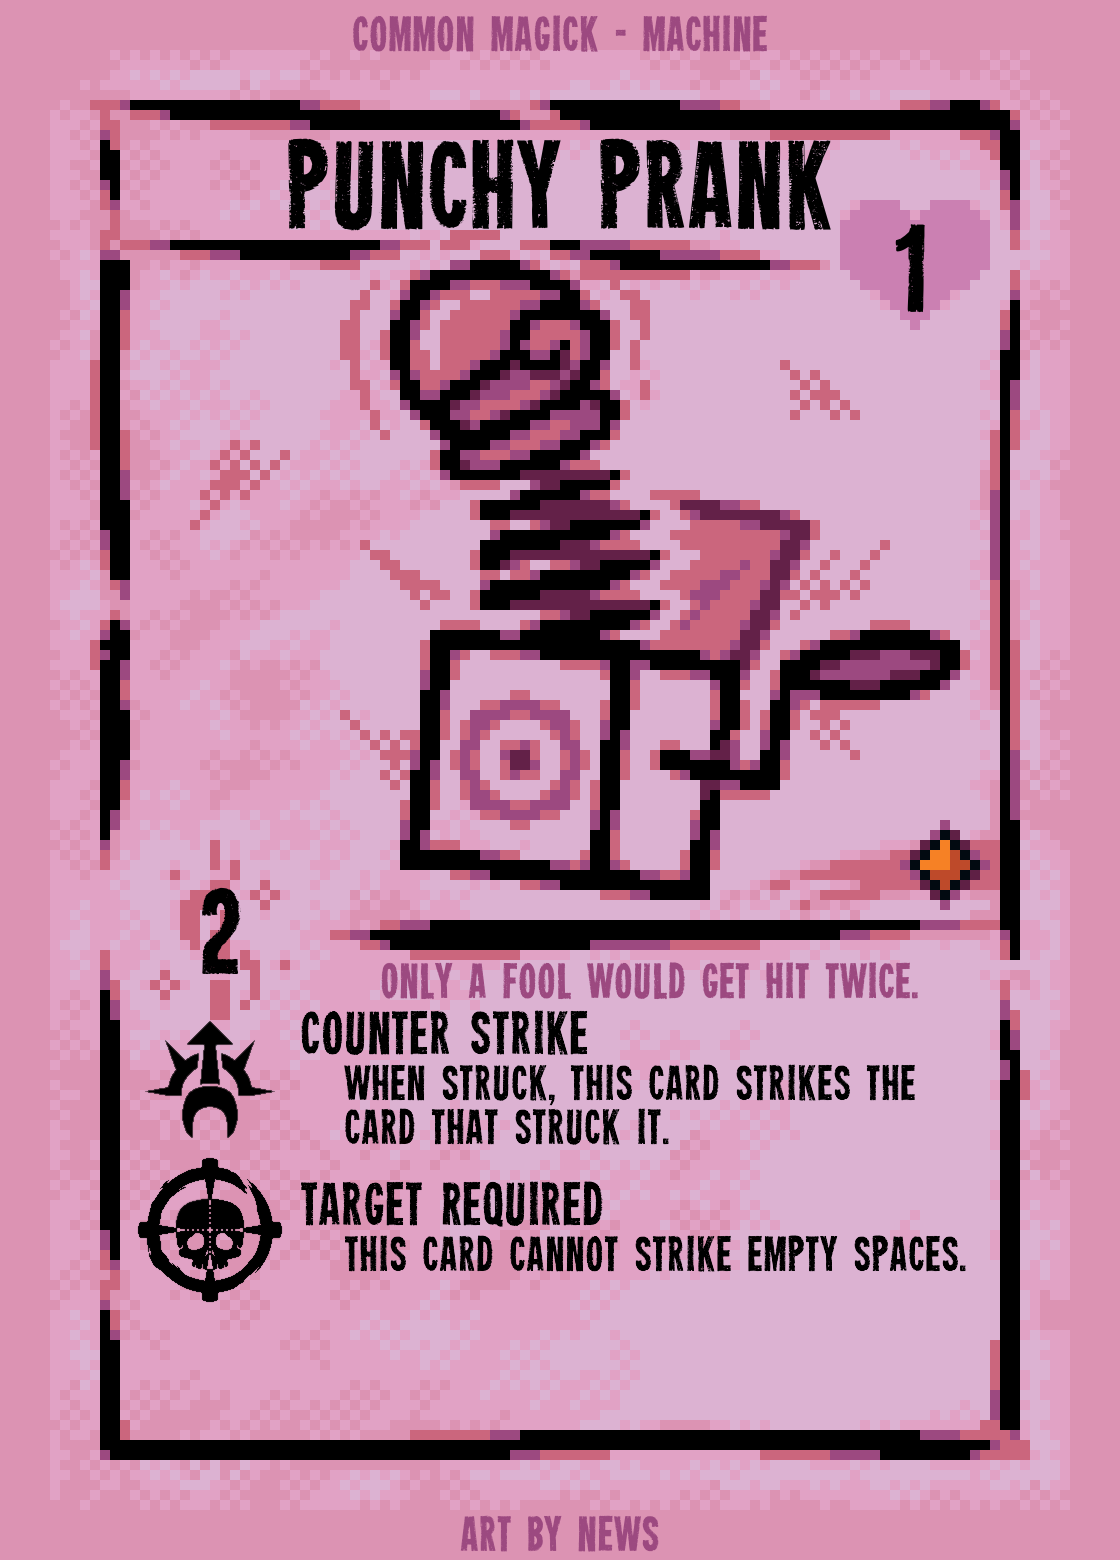 COMMON MAGICK - MACHINE
PUNCHY PRANK
1
2
ONLY A FOOL WOULD GET HIT TWICE.
COUNTER STRIKE
WHEN STRUCK, THIS CARD STRIKES THE
CARD THAT STRUCK IT.
TARGET REQUIRED
THIS CARD CANNOT STRIKE EMPTY SPACES.
ART BY NEWS